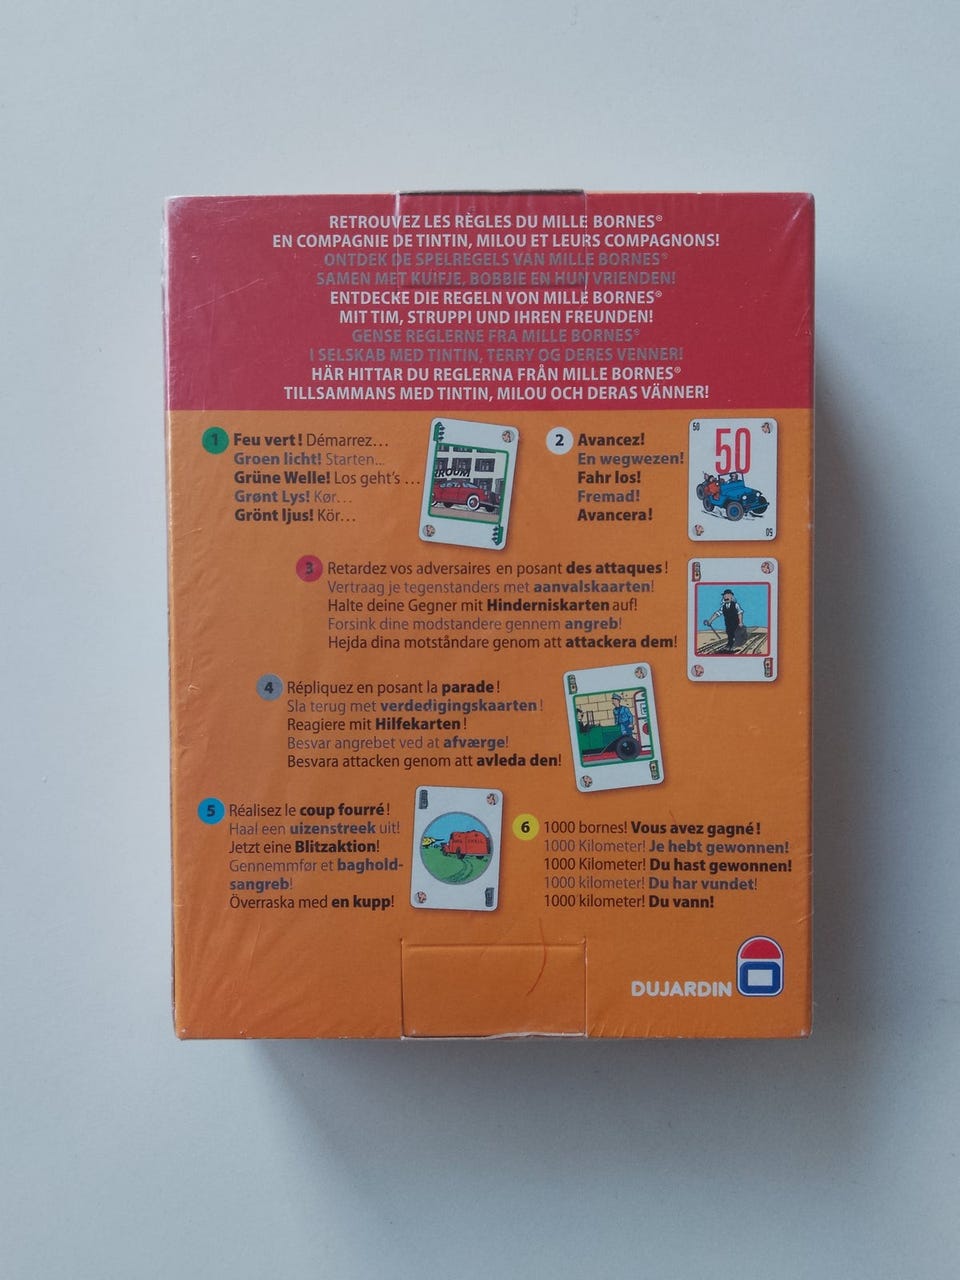 RETROUVEZ LES RÈGLES DU MILLE BORNES®
EN COMPAGNIE DE TINTIN, MILOU ET LEURS COMPAGNONS!
ONTDEK DE SPELREGELS VAN MILLE BORNES®
SAMEN MET KUIFJE, BOBBIE EN HUN VRIENDEN!
ENTDECKE DIE REGELN VON MILLE BORNES®
MIT TIM, STRUPPI UND IHREN FREUNDEN!
GENSE REGLERNE FRA MILLE BORNES®
I SELSKAB MED TINTIN, TERRY OG DERES VENNER!
HÄR HITTAR DU REGLERNA FRÅN MILLE BORNES®
TILLSAMMANS MED TINTIN, MILOU OCH DERAS VÄNNER!
1 Feu vert! Démarrez...
Groen licht! Starten...
Grüne Welle! Los geht's ...
Grønt Lys! Kør...
Grönt ljus! Kör...
2 Avancez!
En wegwezen!
Fahr los!
Fremad!
Avancera!
50
50
50
3 Retardez vos adversaires en posant des attaques!
Vertraag je tegenstanders met aanvalskaarten!
Halte deine Gegner mit Hinderniskarten auf!
Forsink dine modstandere gennem angreb!
Hejda dina motståndare genom att attackera dem!
4 Répliquez en posant la parade!
Sla terug met verdedigingskaarten!
Reagiere mit Hilfekarten!
Besvar angrebet ved at afværge!
Besvara attacken genom att avleda den!
5 Réalisez le coup fourré!
Haal een uizenstreek uit!
Jetzt eine Blitzaktion!
Gennemmfør et baghold-
sangreb!
Överraska med en kupp!
6 1000 bornes! Vous avez gagné!
1000 Kilometer! Je hebt gewonnen!
1000 Kilometer! Du hast gewonnen!
1000 kilometer! Du har vundet!
1000 kilometer! Du vann!
DUJARDIN